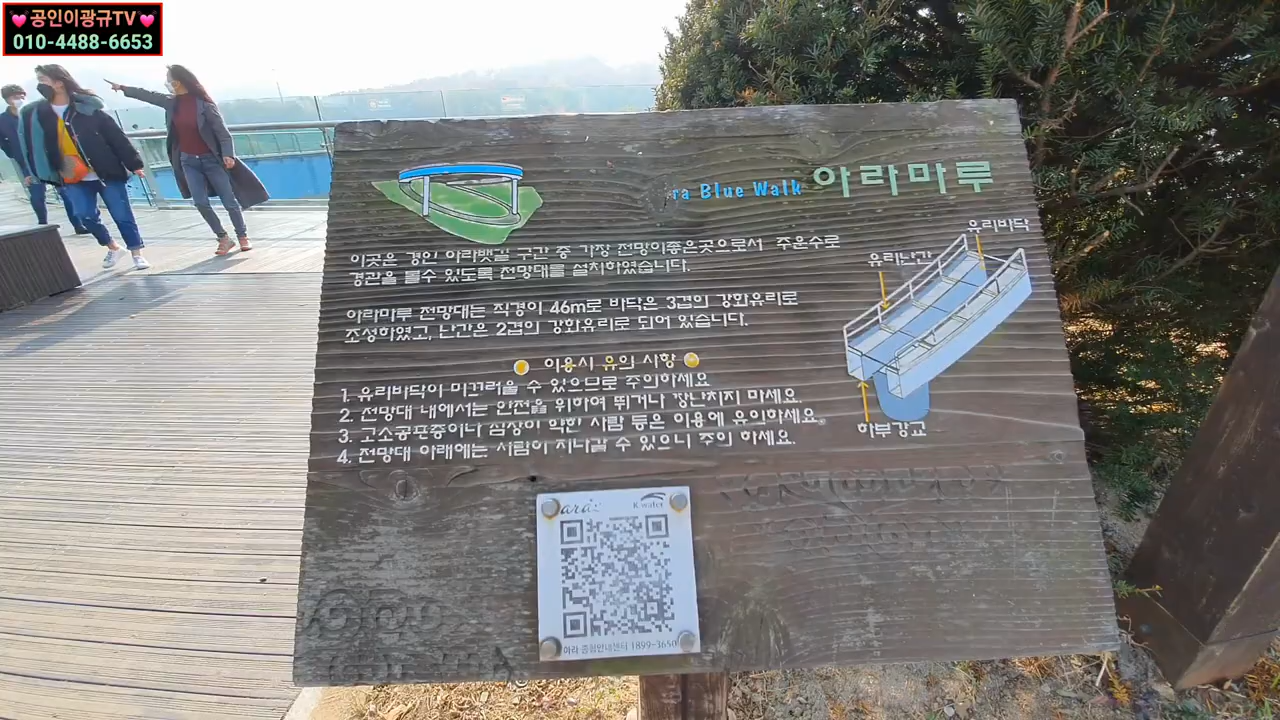 공인이광규TV
010-4488-6653
ra Blue Walk 아라마루
이곳은 경인 아라뱃길 구간 중 가장 전망이좋은곳으로서 주운수로
경관을 볼수 있도록 전망대를 설치하였습니다.
아라마루 전망대는 직경이 46m로 바닥은 3겹의 강화유리로
조성하였고, 난간은 2겹의 강화유리로 되어 있습니다.
유리바닥
유리난간
하부강교
이용시 유의 사항
1. 유리바닥이 미끄러울 수 있으므로 주의하세요
2. 전망대 내에서는 안전을 위하여 뛰거나 장난치지 마세요.
3. 고소공포증이나 심장이 약한 사람 등은 이용에 유의하세요.
4. 전망대 아래에는 사람이 지나갈 수 있으니 주의 하세요.
K water
아라 종합안내센터 1899-3650